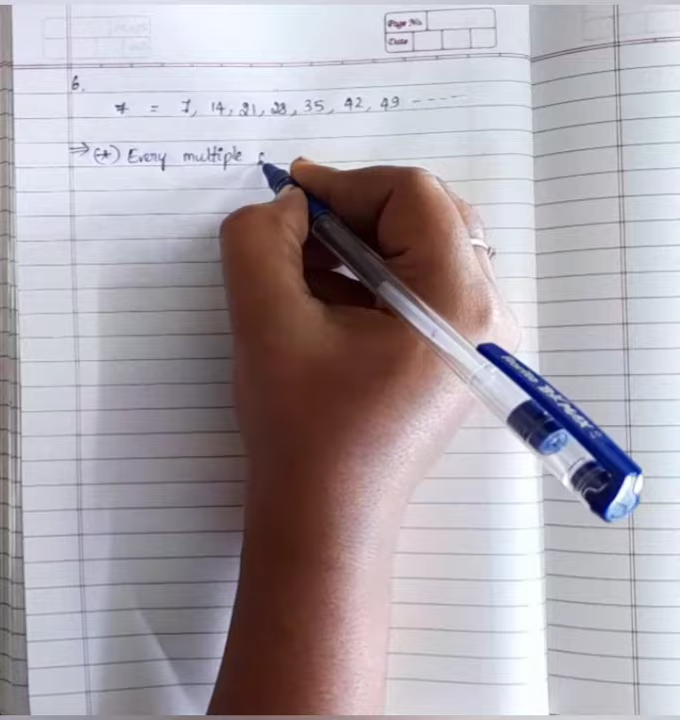 Page No.
Date
6.
7 = 7, 14, 21, 28, 35, 42, 49 -----
⇒ (*) Every multiple